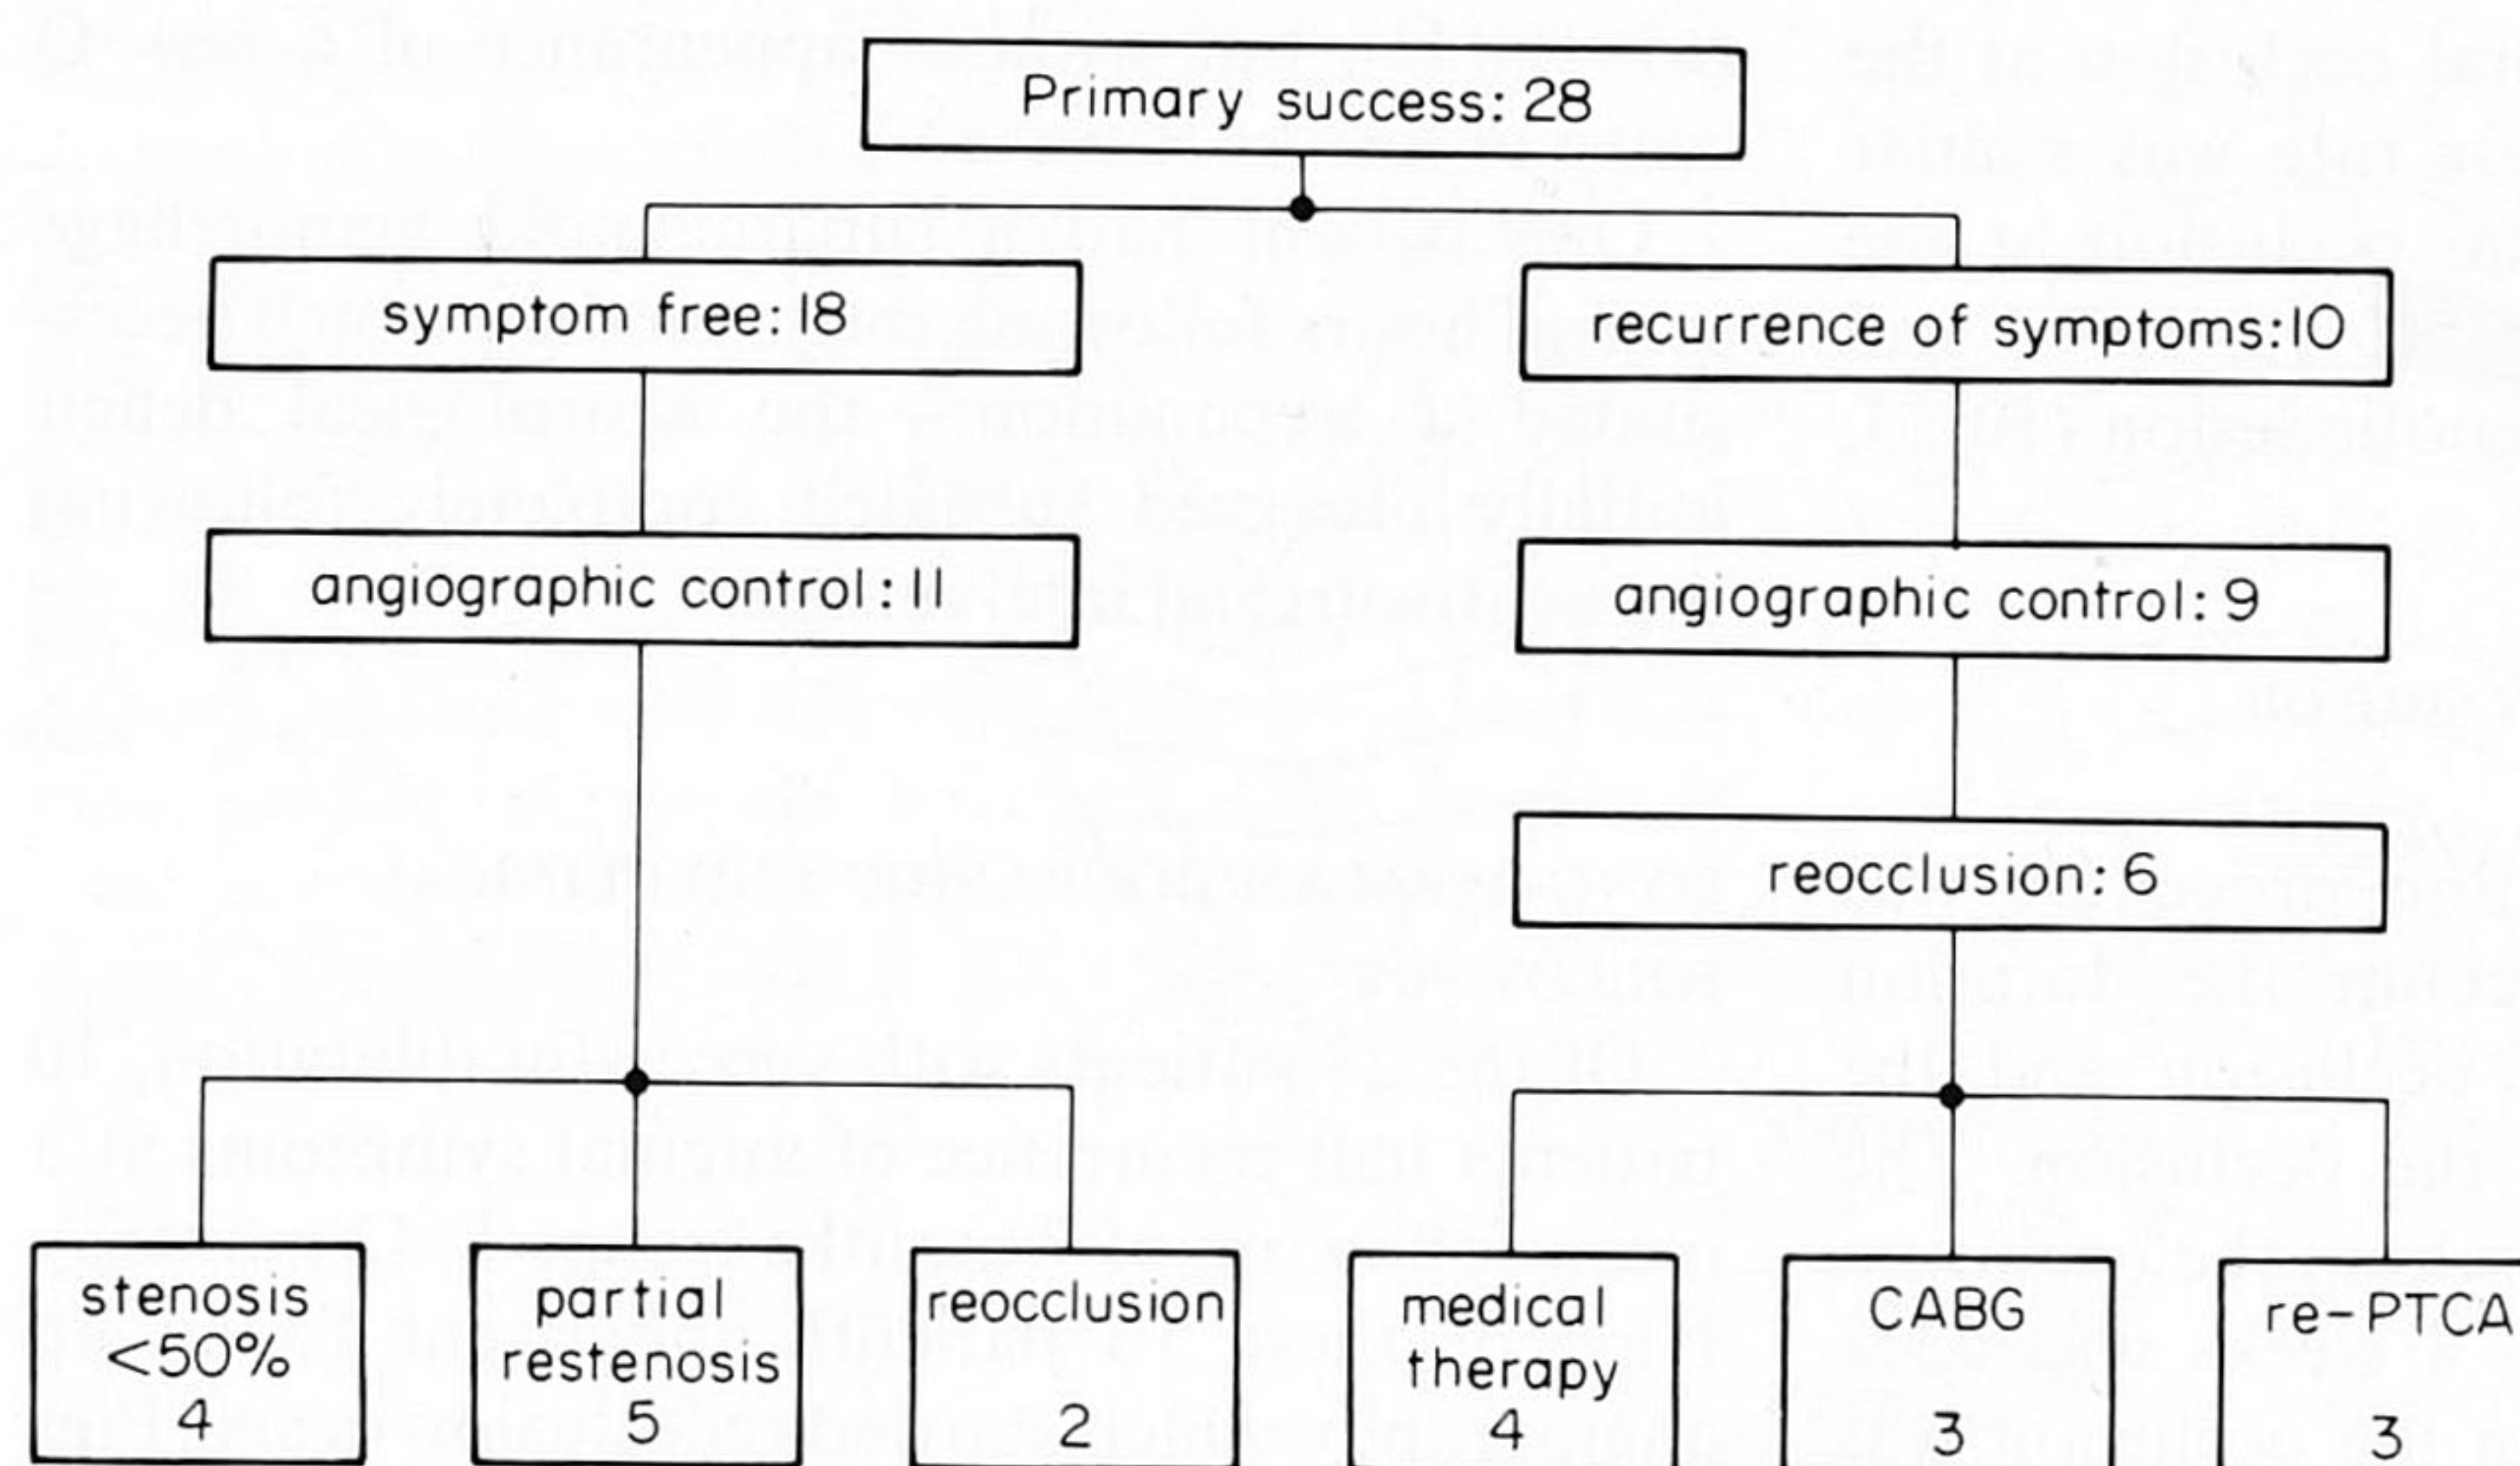 Primary success: 28
symptom free: 18
recurrence of symptoms: 10
angiographic control: 11
angiographic control: 9
reocclusion: 6
stenosis
<50%
4
partial
restenosis
5
reocclusion
2
medical
therapy
4
CABG
3
re-PTCA
3